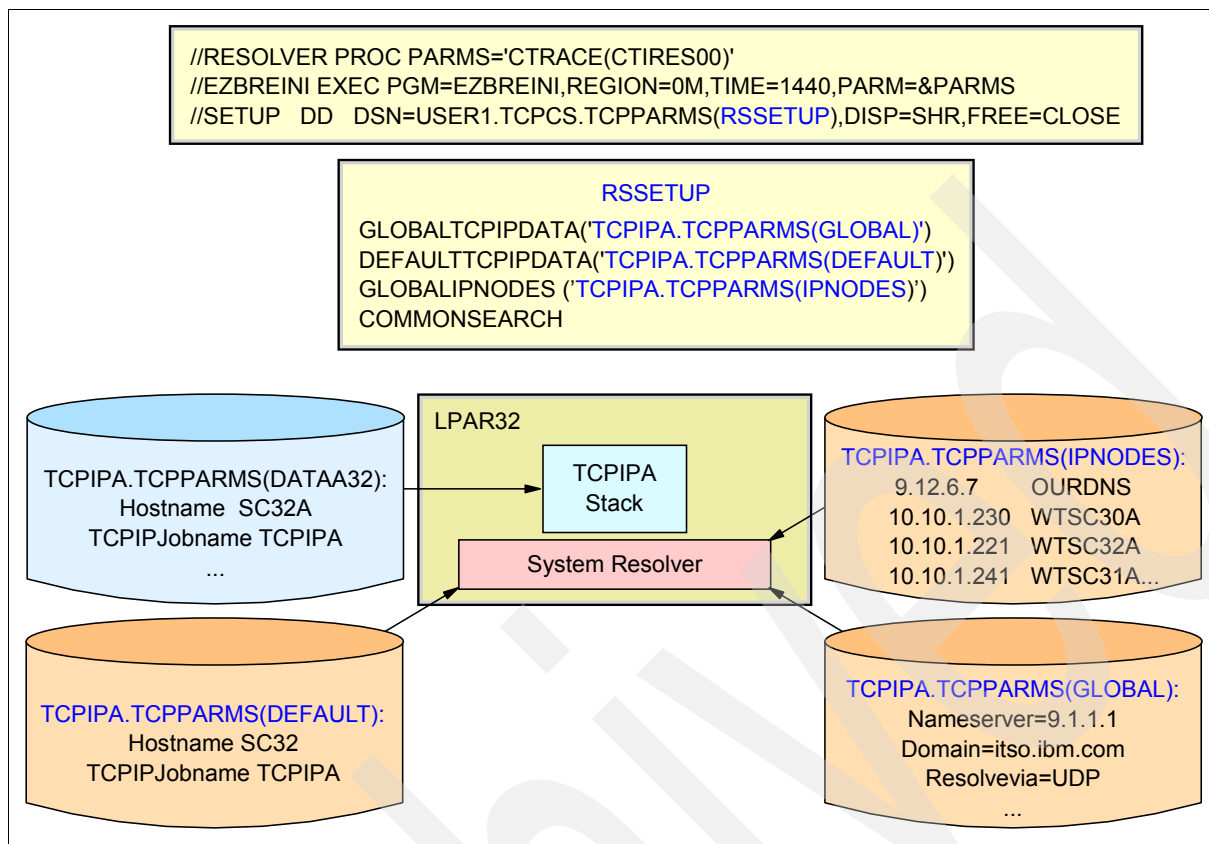 //RESOLVER PROC PARMS='CTRACE(CTIRES00)'
//EZBREINI EXEC PGM=EZBREINI,REGION=0M,TIME=1440,PARM=&PARMS
//SETUP DD DSN=USER1.TCPCS.TCPPARMS(RSSETUP),DISP=SHR,FREE=CLOSE
RSSETUP
GLOBALTCPIPDATA('TCPIPA.TCPPARMS(GLOBAL)')
DEFAULTTCPIPDATA('TCPIPA.TCPPARMS(DEFAULT)')
GLOBALIPNODES ('TCPIPA.TCPPARMS(IPNODES)’)
COMMONSEARCH
TCPIPA.TCPPARMS(DATAA32):
Hostname SC32A
TCPIPJobname TCPIPA
...
LPAR32
TCPIPA
Stack
System Resolver
TCPIPA.TCPPARMS(IPNODES):
9.12.6.7 OURDNS
10.10.1.230 WTSC30A
10.10.1.221 WTSC32A
10.10.1.241 WTSC31A...
TCPIPA.TCPPARMS(DEFAULT):
Hostname SC32
TCPIPJobname TCPIPA
TCPIPA.TCPPARMS(GLOBAL):
Nameserver=9.1.1.1
Domain=itso.ibm.com
Resolvevia=UDP
...